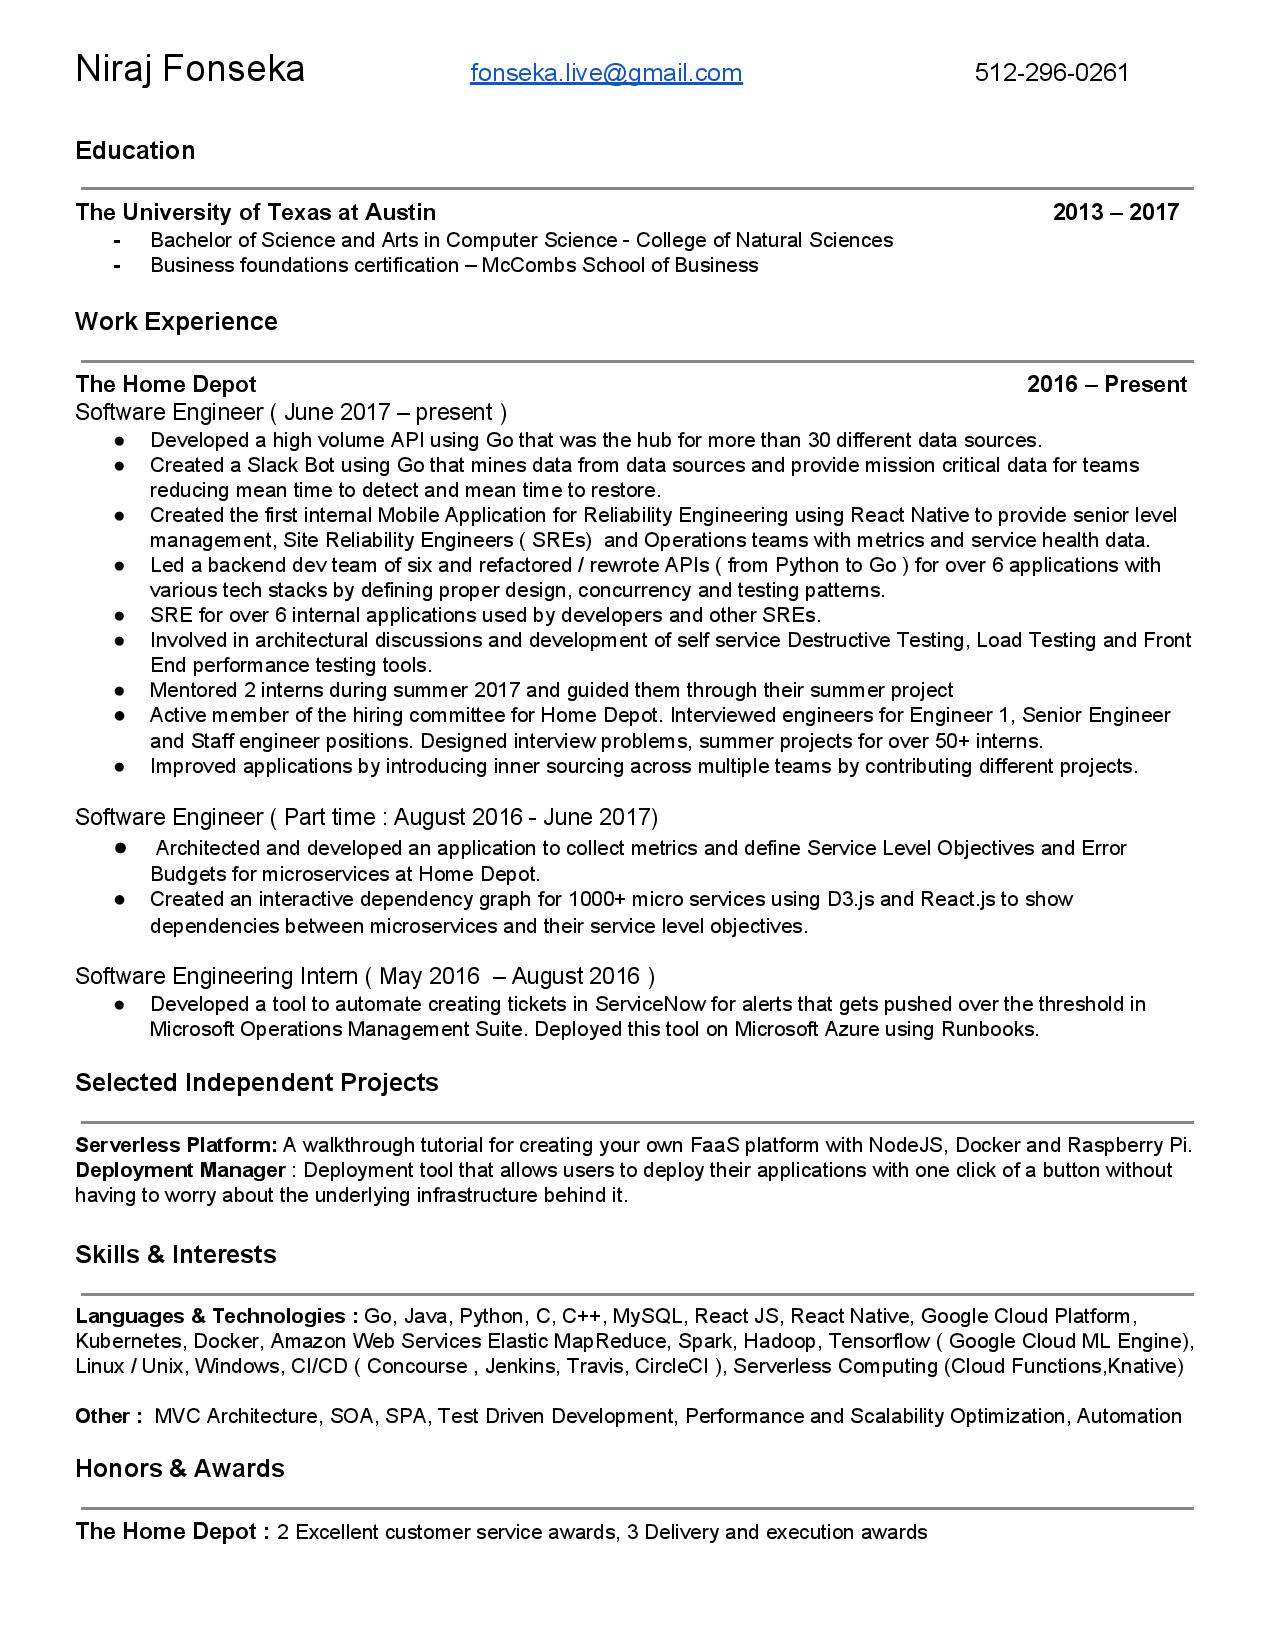 Niraj Fonseka fonseka.live@gmail.com 512-296-0261
Education
The University of Texas at Austin 2013 – 2017
- Bachelor of Science and Arts in Computer Science - College of Natural Sciences
- Business foundations certification – McCombs School of Business
Work Experience
The Home Depot 2016 – Present
Software Engineer ( June 2017 – present )
● Developed a high volume API using Go that was the hub for more than 30 different data sources.
● Created a Slack Bot using Go that mines data from data sources and provide mission critical data for teams
reducing mean time to detect and mean time to restore.
● Created the first internal Mobile Application for Reliability Engineering using React Native to provide senior level
management, Site Reliability Engineers ( SREs)  and Operations teams with metrics and service health data.
● Led a backend dev team of six and refactored / rewrote APIs ( from Python to Go ) for over 6 applications with
various tech stacks by defining proper design, concurrency and testing patterns.
● SRE for over 6 internal applications used by developers and other SREs.
● Involved in architectural discussions and development of self service Destructive Testing, Load Testing and Front
End performance testing tools.
● Mentored 2 interns during summer 2017 and guided them through their summer project
● Active member of the hiring committee for Home Depot. Interviewed engineers for Engineer 1, Senior Engineer
and Staff engineer positions. Designed interview problems, summer projects for over 50+ interns.
● Improved applications by introducing inner sourcing across multiple teams by contributing different projects.
Software Engineer ( Part time : August 2016 - June 2017)
● Architected and developed an application to collect metrics and define Service Level Objectives and Error
Budgets for microservices at Home Depot.
● Created an interactive dependency graph for 1000+ micro services using D3.js and React.js to show
dependencies between microservices and their service level objectives.
Software Engineering Intern ( May 2016  – August 2016 )
● Developed a tool to automate creating tickets in ServiceNow for alerts that gets pushed over the threshold in
Microsoft Operations Management Suite. Deployed this tool on Microsoft Azure using Runbooks.
Selected Independent Projects
Serverless Platform: A walkthrough tutorial for creating your own FaaS platform with NodeJS, Docker and Raspberry Pi.
Deployment Manager : Deployment tool that allows users to deploy their applications with one click of a button without
having to worry about the underlying infrastructure behind it.
Skills & Interests
Languages & Technologies : Go, Java, Python, C, C++, MySQL, React JS, React Native, Google Cloud Platform,
Kubernetes, Docker, Amazon Web Services Elastic MapReduce, Spark, Hadoop, Tensorflow ( Google Cloud ML Engine),
Linux / Unix, Windows, CI/CD ( Concourse , Jenkins, Travis, CircleCI ), Serverless Computing (Cloud Functions,Knative)
Other :  MVC Architecture, SOA, SPA, Test Driven Development, Performance and Scalability Optimization, Automation
Honors & Awards
The Home Depot : 2 Excellent customer service awards, 3 Delivery and execution awards